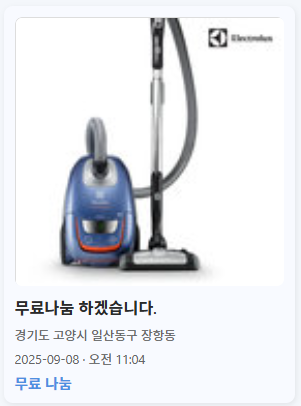 Electrolux
무료나눔 하겠습니다.
경기도 고양시 일산동구 장항동
2025-09-08 · 오전 11:04
무료 나눔